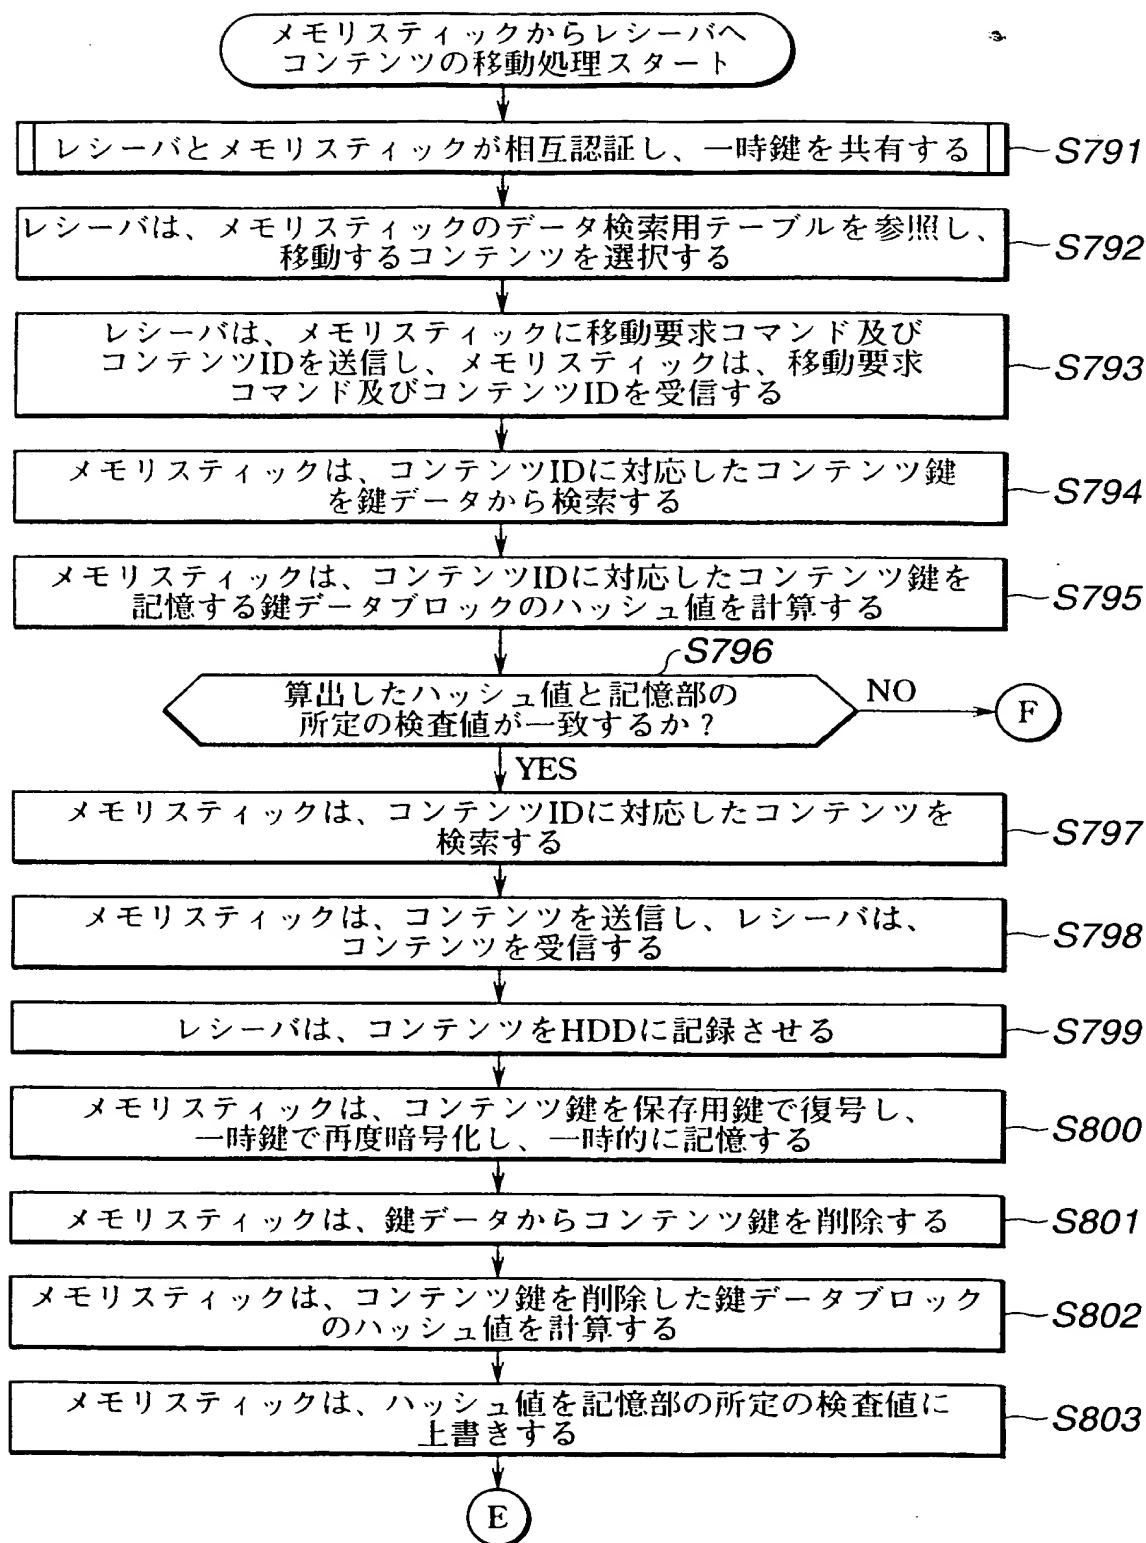 メモリスティックからレシーバへ
コンテンツの移動処理スタート
レシーバとメモリスティックが相互認証し、一時鍵を共有する
S791
レシーバは、メモリスティックのデータ検索用テーブルを参照し、
移動するコンテンツを選択する
S792
レシーバは、メモリスティックに移動要求コマンド及び
コンテンツIDを送信し、メモリスティックは、移動要求
コマンド及びコンテンツIDを受信する
S793
メモリスティックは、コンテンツIDに対応したコンテンツ鍵
を鍵データから検索する
S794
メモリスティックは、コンテンツIDに対応したコンテンツ鍵を
記憶する鍵データブロックのハッシュ値を計算する
S795
S796
算出したハッシュ値と記憶部の
所定の検査値が一致するか?
NO
F
YES
メモリスティックは、コンテンツIDに対応したコンテンツを
検索する
S797
メモリスティックは、コンテンツを送信し、レシーバは、
コンテンツを受信する
S798
レシーバは、コンテンツをHDDに記録させる
S799
メモリスティックは、コンテンツ鍵を保存用鍵で復号し、
一時鍵で再度暗号化し、一時的に記憶する
S800
メモリスティックは、鍵データからコンテンツ鍵を削除する
S801
メモリスティックは、コンテンツ鍵を削除した鍵データブロック
のハッシュ値を計算する
S802
メモリスティックは、ハッシュ値を記憶部の所定の検査値に
上書きする
S803
E